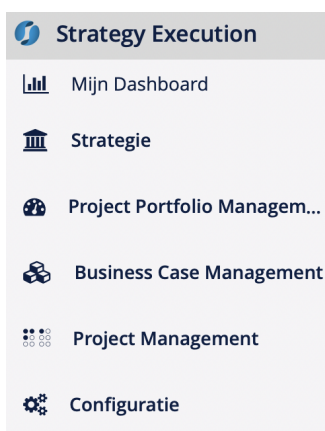 Strategy Execution
Mijn Dashboard
Strategie
Project Portfolio Managem...
Business Case Management
Project Management
Configuratie